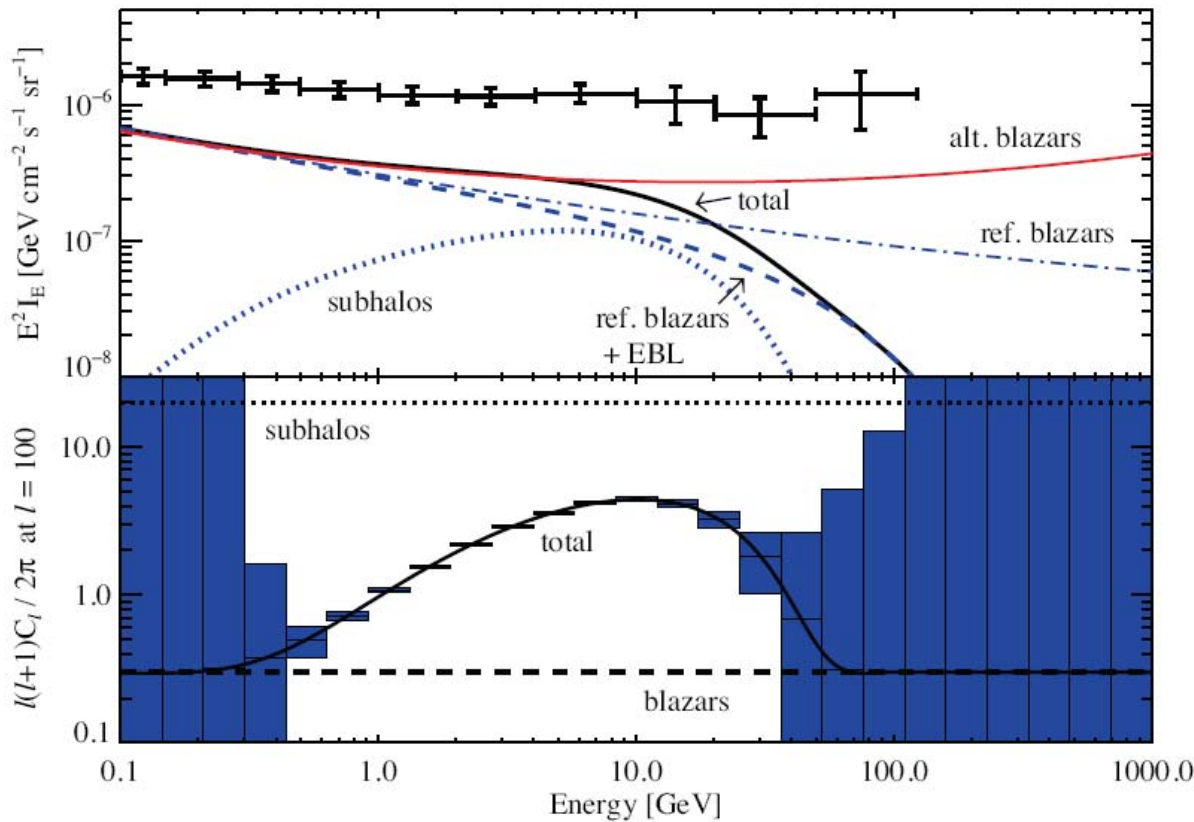 E²I_E [GeV cm⁻² s⁻¹ sr⁻¹]
10⁻⁶
10⁻⁷
10⁻⁸
alt. blazars
total
ref. blazars
subhalos
ref. blazars
+ EBL
l(l+1)C_l / 2π at l = 100
10.0
1.0
0.1
subhalos
total
blazars
0.1
1.0
10.0
100.0
1000.0
Energy [GeV]